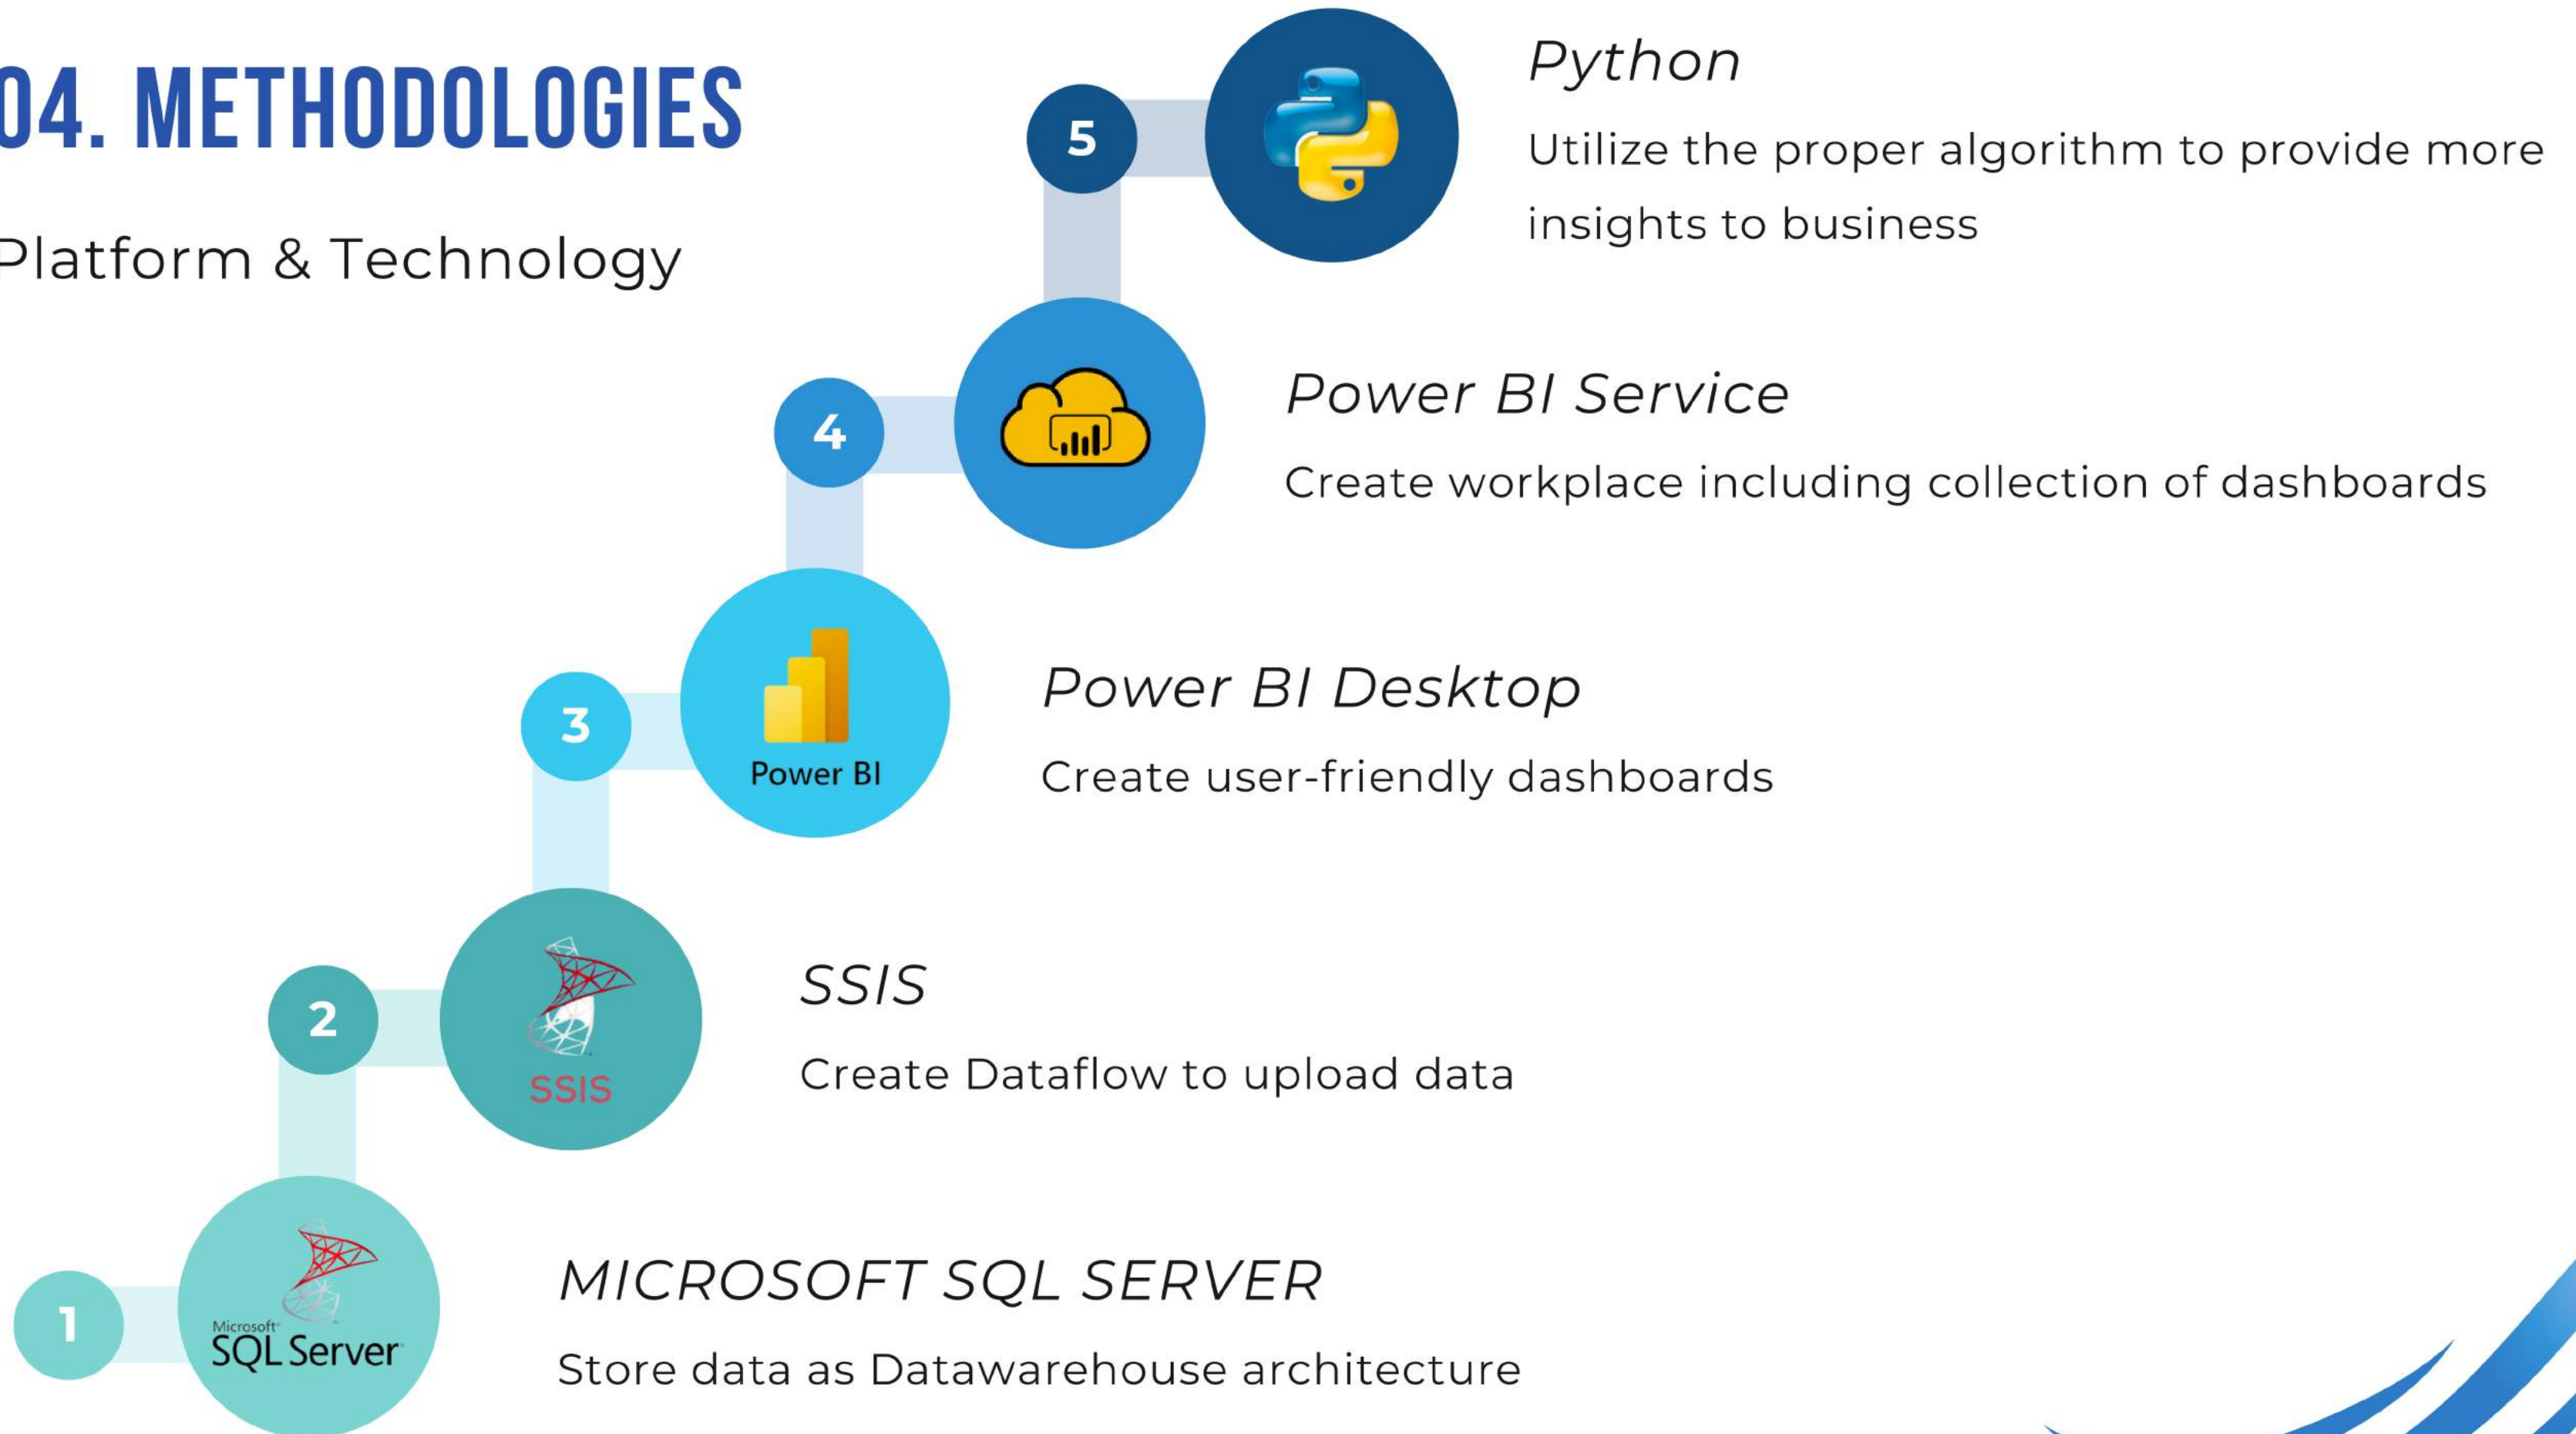 04. METHODOLOGIES
Platform & Technology
5
Python
Utilize the proper algorithm to provide more
insights to business
4
Power BI Service
Create workplace including collection of dashboards
3
Power BI
Power BI Desktop
Create user-friendly dashboards
2
SSIS
SSIS
Create Dataflow to upload data
1
Microsoft
SQL Server
MICROSOFT SQL SERVER
Store data as Datawarehouse architecture